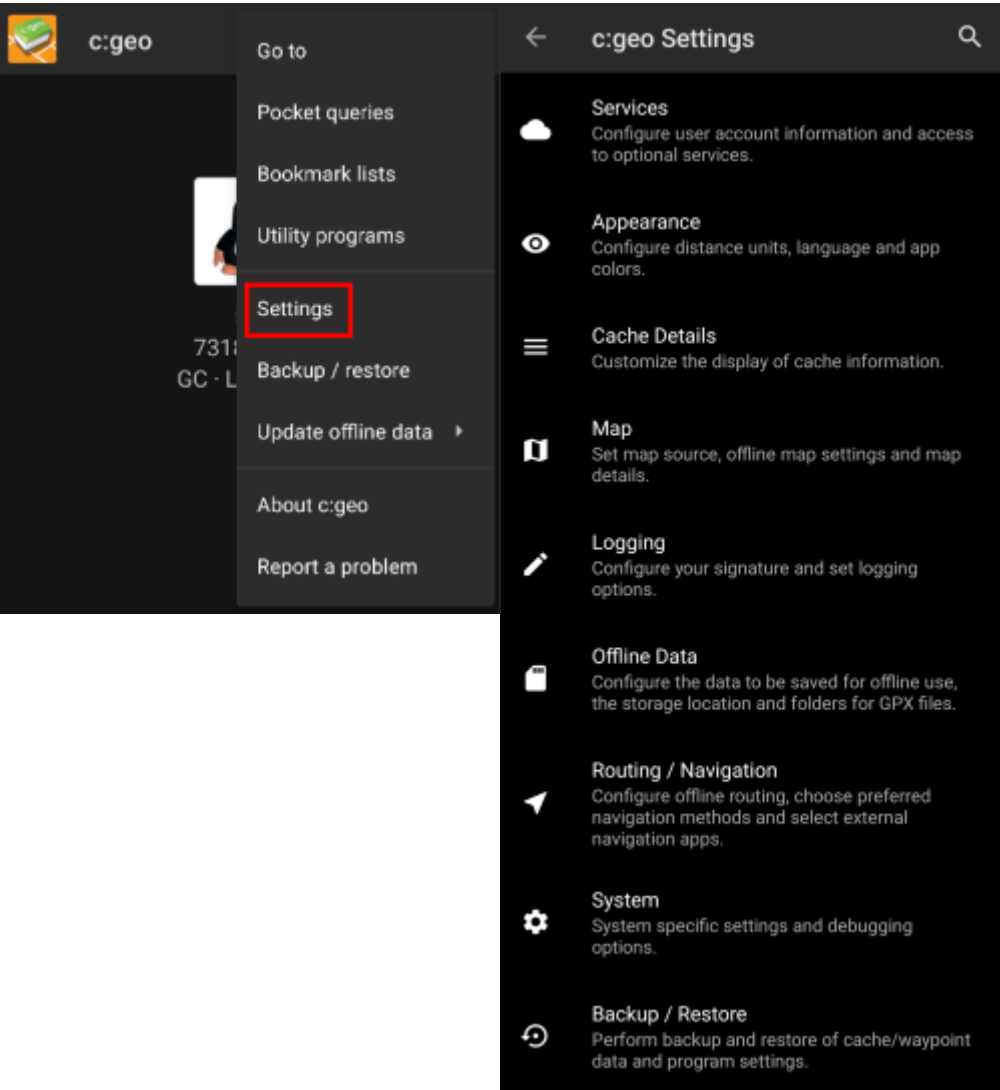 c:geo
Go to
Pocket queries
Bookmark lists
Utility programs
Settings
7318
Backup / restore
GC · L
Update offline data
About c:geo
Report a problem
c:geo Settings
Services
Configure user account information and access
to optional services.
Appearance
Configure distance units, language and app
colors.
Cache Details
Customize the display of cache information.
Map
Set map source, offline map settings and map
details.
Logging
Configure your signature and set logging
options.
Offline Data
Configure the data to be saved for offline use,
the storage location and folders for GPX files.
Routing / Navigation
Configure offline routing, choose preferred
navigation methods and select external
navigation apps.
System
System specific settings and debugging
options.
Backup / Restore
Perform backup and restore of cache/waypoint
data and program settings.